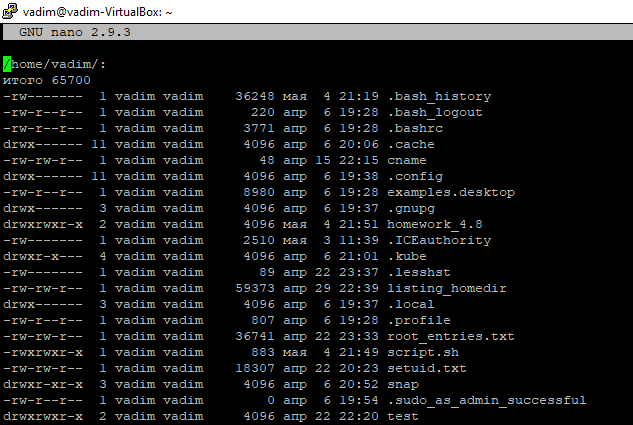 vadim@vadim-VirtualBox: ~
GNU nano 2.9.3
/home/vadim/:
итого 65700
-rw------- 1 vadim vadim 36248 мая 4 21:19 .bash_history
-rw-r--r-- 1 vadim vadim 220 апр 6 19:28 .bash_logout
-rw-r--r-- 1 vadim vadim 3771 апр 6 19:28 .bashrc
drwx------ 11 vadim vadim 4096 апр 6 20:06 .cache
-rw-rw-r-- 1 vadim vadim 48 апр 15 22:15 cname
drwx------ 11 vadim vadim 4096 апр 6 19:38 .config
-rw-r--r-- 1 vadim vadim 8980 апр 6 19:28 examples.desktop
drwx------ 3 vadim vadim 4096 апр 6 19:37 .gnupg
drwxrwxr-x 2 vadim vadim 4096 мая 4 21:51 homework_4.8
-rw------- 1 vadim vadim 2510 мая 3 11:39 .ICEauthority
drwxr-x--- 4 vadim vadim 4096 апр 6 21:01 .kube
-rw------- 1 vadim vadim 89 апр 22 23:37 .lesshst
-rw-rw-r-- 1 vadim vadim 59373 апр 29 22:39 listing_homedir
drwx------ 3 vadim vadim 4096 апр 6 19:37 .local
-rw-r--r-- 1 vadim vadim 807 апр 6 19:28 .profile
-rw-rw-r-- 1 vadim vadim 36741 апр 22 23:33 root_entries.txt
-rwxrwxr-x 1 vadim vadim 883 мая 4 21:49 script.sh
-rw-rw-r-- 1 vadim vadim 18307 апр 22 20:23 setuid.txt
drwxr-xr-x 3 vadim vadim 4096 апр 6 20:52 snap
-rw-r--r-- 1 vadim vadim 0 апр 6 19:54 .sudo_as_admin_successful
drwxrwxr-x 2 vadim vadim 4096 апр 22 22:20 test